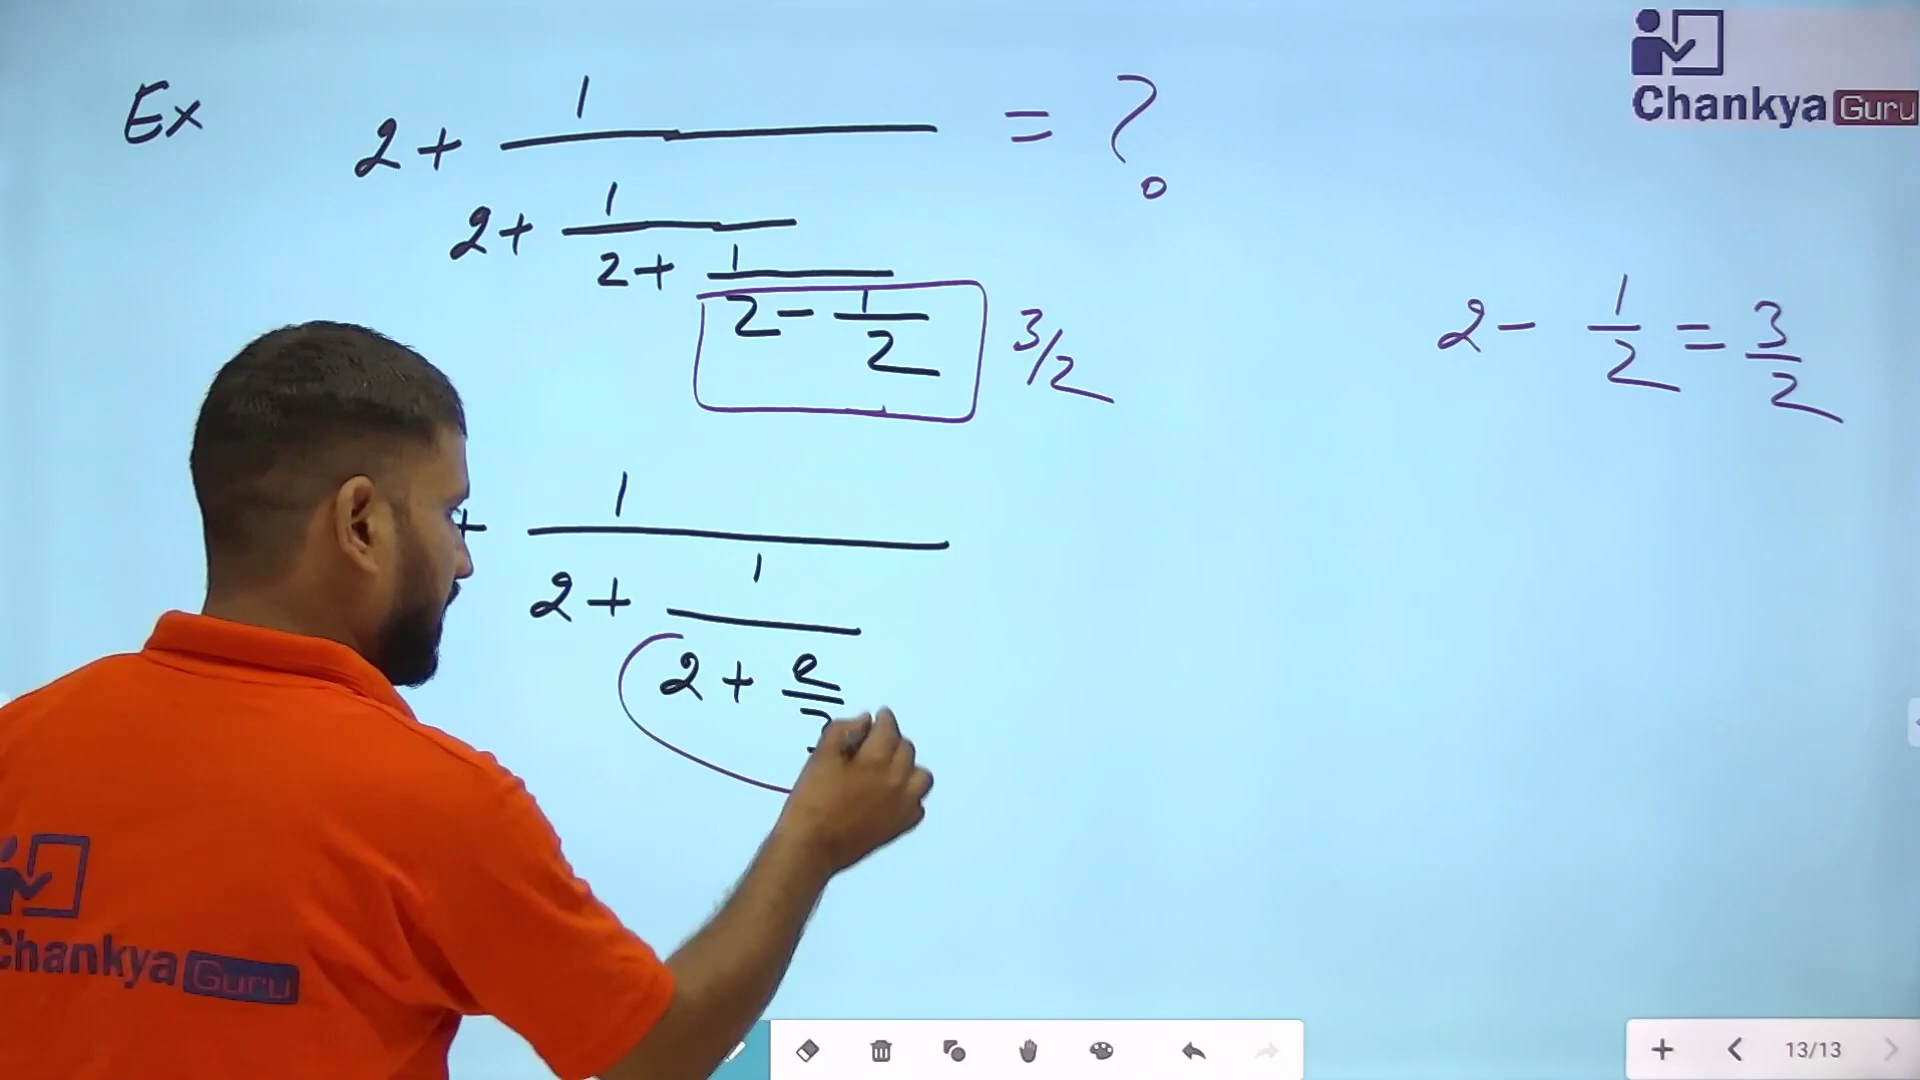 Chankya Guru
Ex
1
2 + ——— = ?
1
2 + ———
1
2 + ———
2 - 1/2
3/2
2 - 1/2 = 3/2
1
+ ———
1
2 + ———
2 + 2/
Chankya Guru
13/13